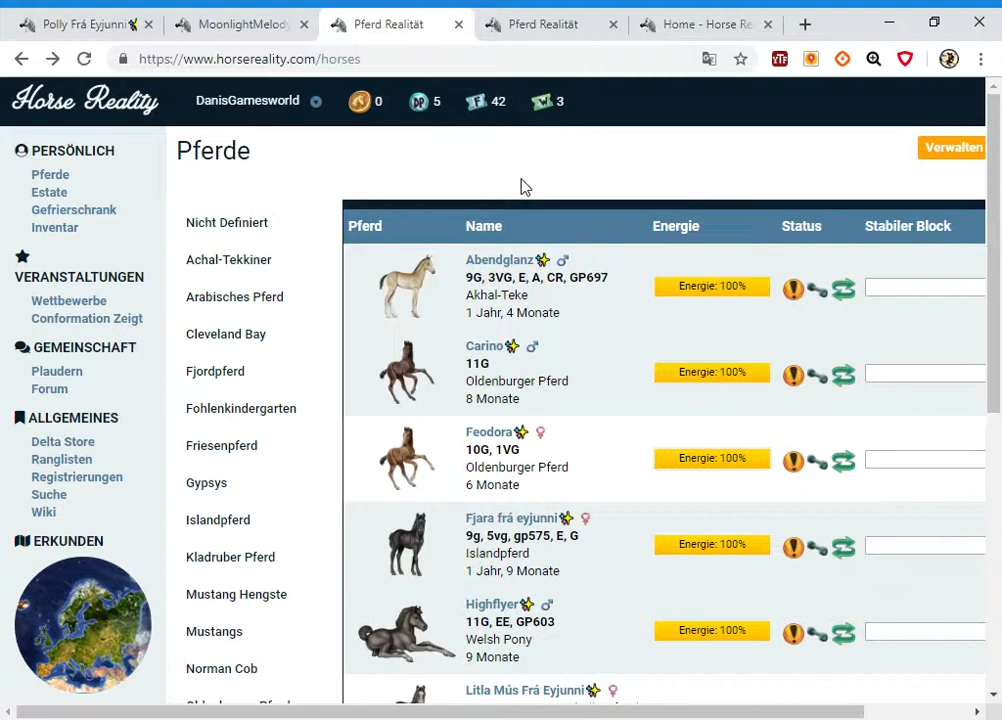 Polly Frá Eyjunni
MoonlightMelody
Pferd Realität
Pferd Realität
Home - Horse Re
https://www.horsereality.com/horses
YTF
Horse Reality
DanisGamesworld
0
DP 5
F 42
W 3
PERSÖNLICH
Pferde
Estate
Gefrierschrank
Inventar
VERANSTALTUNGEN
Wettbewerbe
Conformation Zeigt
GEMEINSCHAFT
Plaudern
Forum
ALLGEMEINES
Delta Store
Ranglisten
Registrierungen
Suche
Wiki
ERKUNDEN
Pferde
Verwalten
Nicht Definiert
Achal-Tekkiner
Arabisches Pferd
Cleveland Bay
Fjordpferd
Fohlenkindergarten
Friesenpferd
Gypsys
Islandpferd
Kladruber Pferd
Mustang Hengste
Mustangs
Norman Cob
Pferd Name Energie Status Stabiler Block
Abendglanz
9G, 3VG, E, A, CR, GP697
Akhal-Teke
1 Jahr, 4 Monate
Energie: 100%
Carino
11G
Oldenburger Pferd
8 Monate
Energie: 100%
Feodora
10G, 1VG
Oldenburger Pferd
6 Monate
Energie: 100%
Fjara frá eyjunni
9g, 5vg, gp575, E, G
Islandpferd
1 Jahr, 9 Monate
Energie: 100%
Highflyer
11G, EE, GP603
Welsh Pony
9 Monate
Energie: 100%
Litla Mús Frá Eyjunni